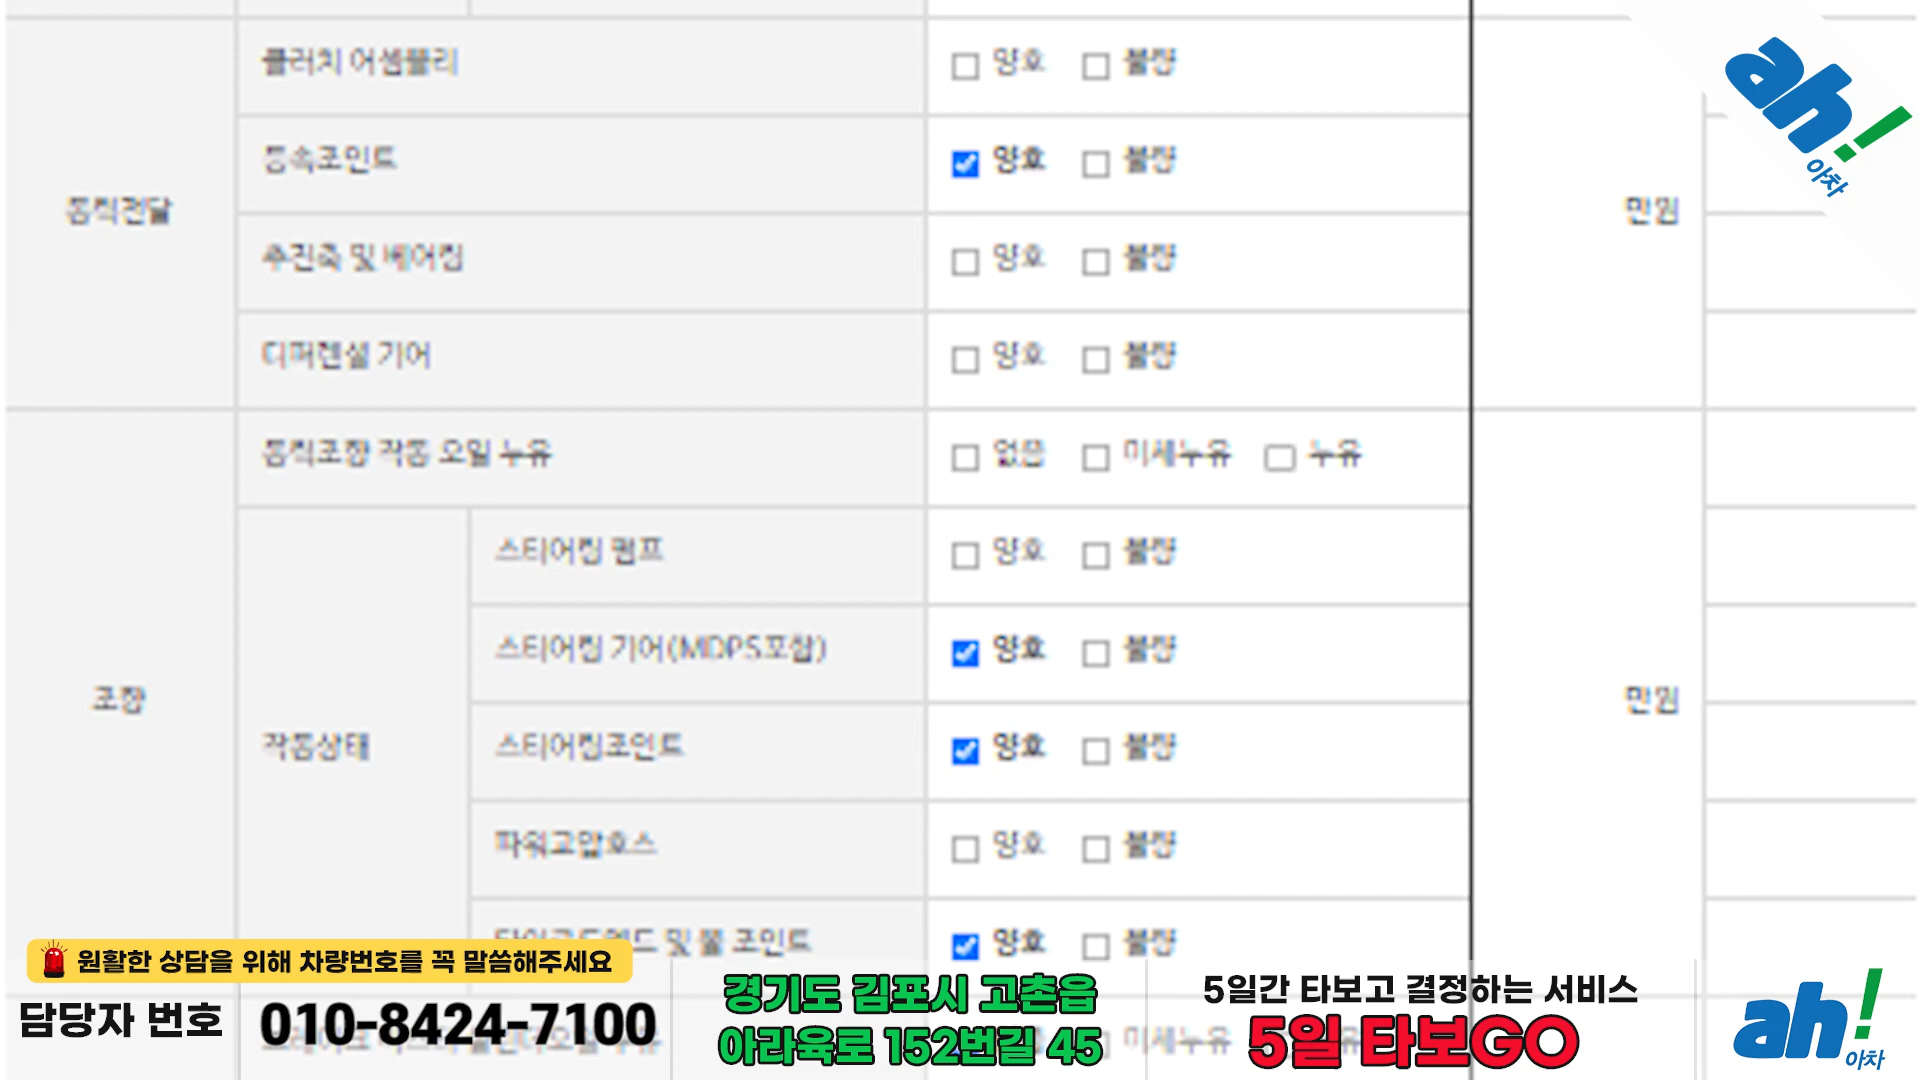 클러치 어셈블리 양호 불량
등속조인트 양호 불량
동력전달 만원
추진축 및 베어링 양호 불량
디퍼렌셜 기어 양호 불량
동력조향 작동 오일 누유 없음 미세누유 누유
스티어링 펌프 양호 불량
스티어링 기어(MDPS포함) 양호 불량
조향 만원
작동상태 스티어링조인트 양호 불량
파워고압호스 양호 불량
및 볼 조인트 양호 불량
미세누유
ah!
아차
원활한 상담을 위해 차량번호를 꼭 말씀해주세요
담당자 번호 010-8424-7100
경기도 김포시 고촌읍
아라육로 152번길 45
5일간 타보고 결정하는 서비스
5일 타보GO
ah!
아차